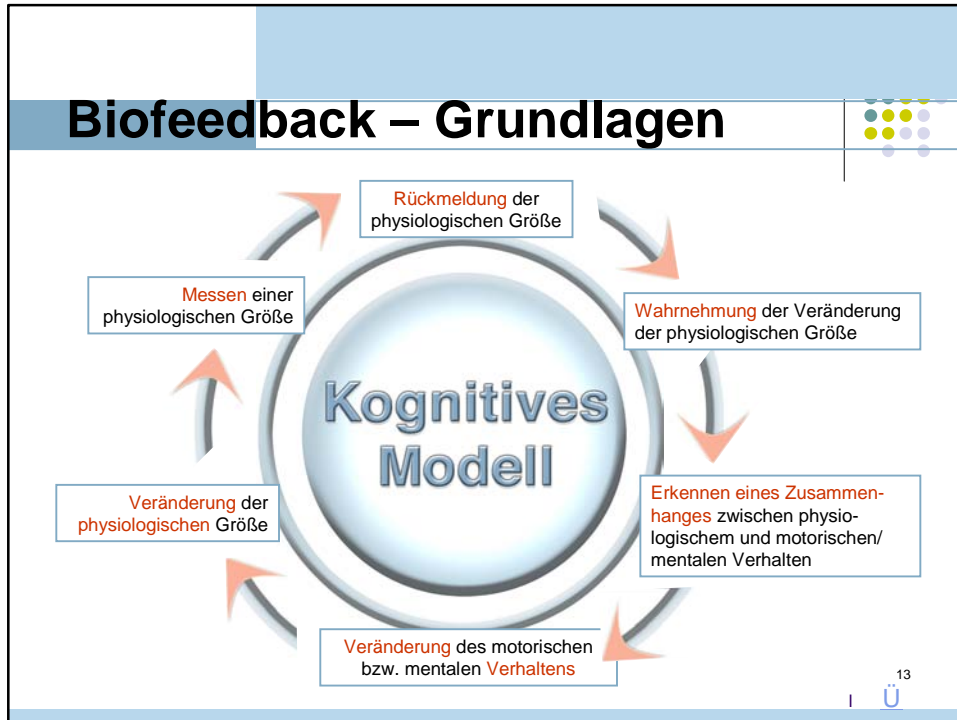 Biofeedback – Grundlagen
Rückmeldung der
physiologischen Größe
Messen einer
physiologischen Größe
Wahrnehmung der Veränderung
der physiologischen Größe
Kognitives
Modell
Veränderung der
physiologischen Größe
Erkennen eines Zusammen-
hanges zwischen physio-
logischem und motorischen/
mentalen Verhalten
Veränderung des motorischen
bzw. mentalen Verhaltens
13
I Ü